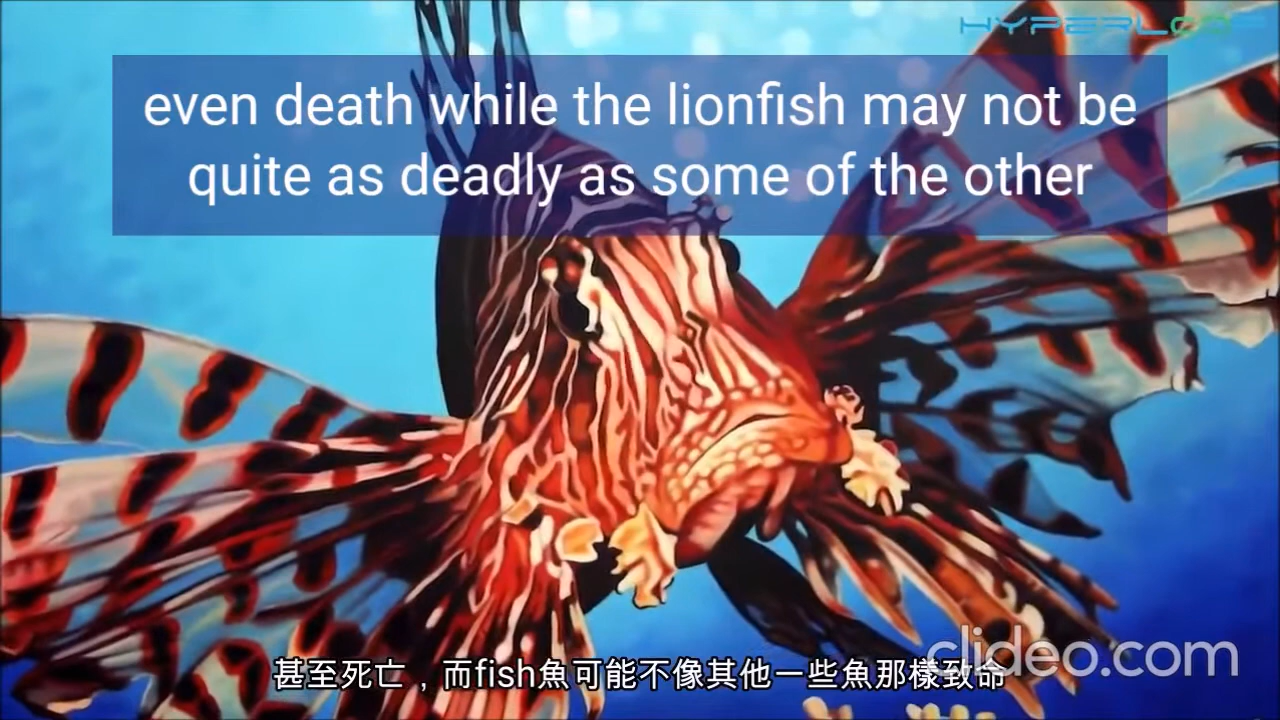 HYPERLOOP
even death while the lionfish may not be
quite as deadly as some of the other
clideo.com
甚至死亡，而fish魚可能不像其他一些魚那樣致命